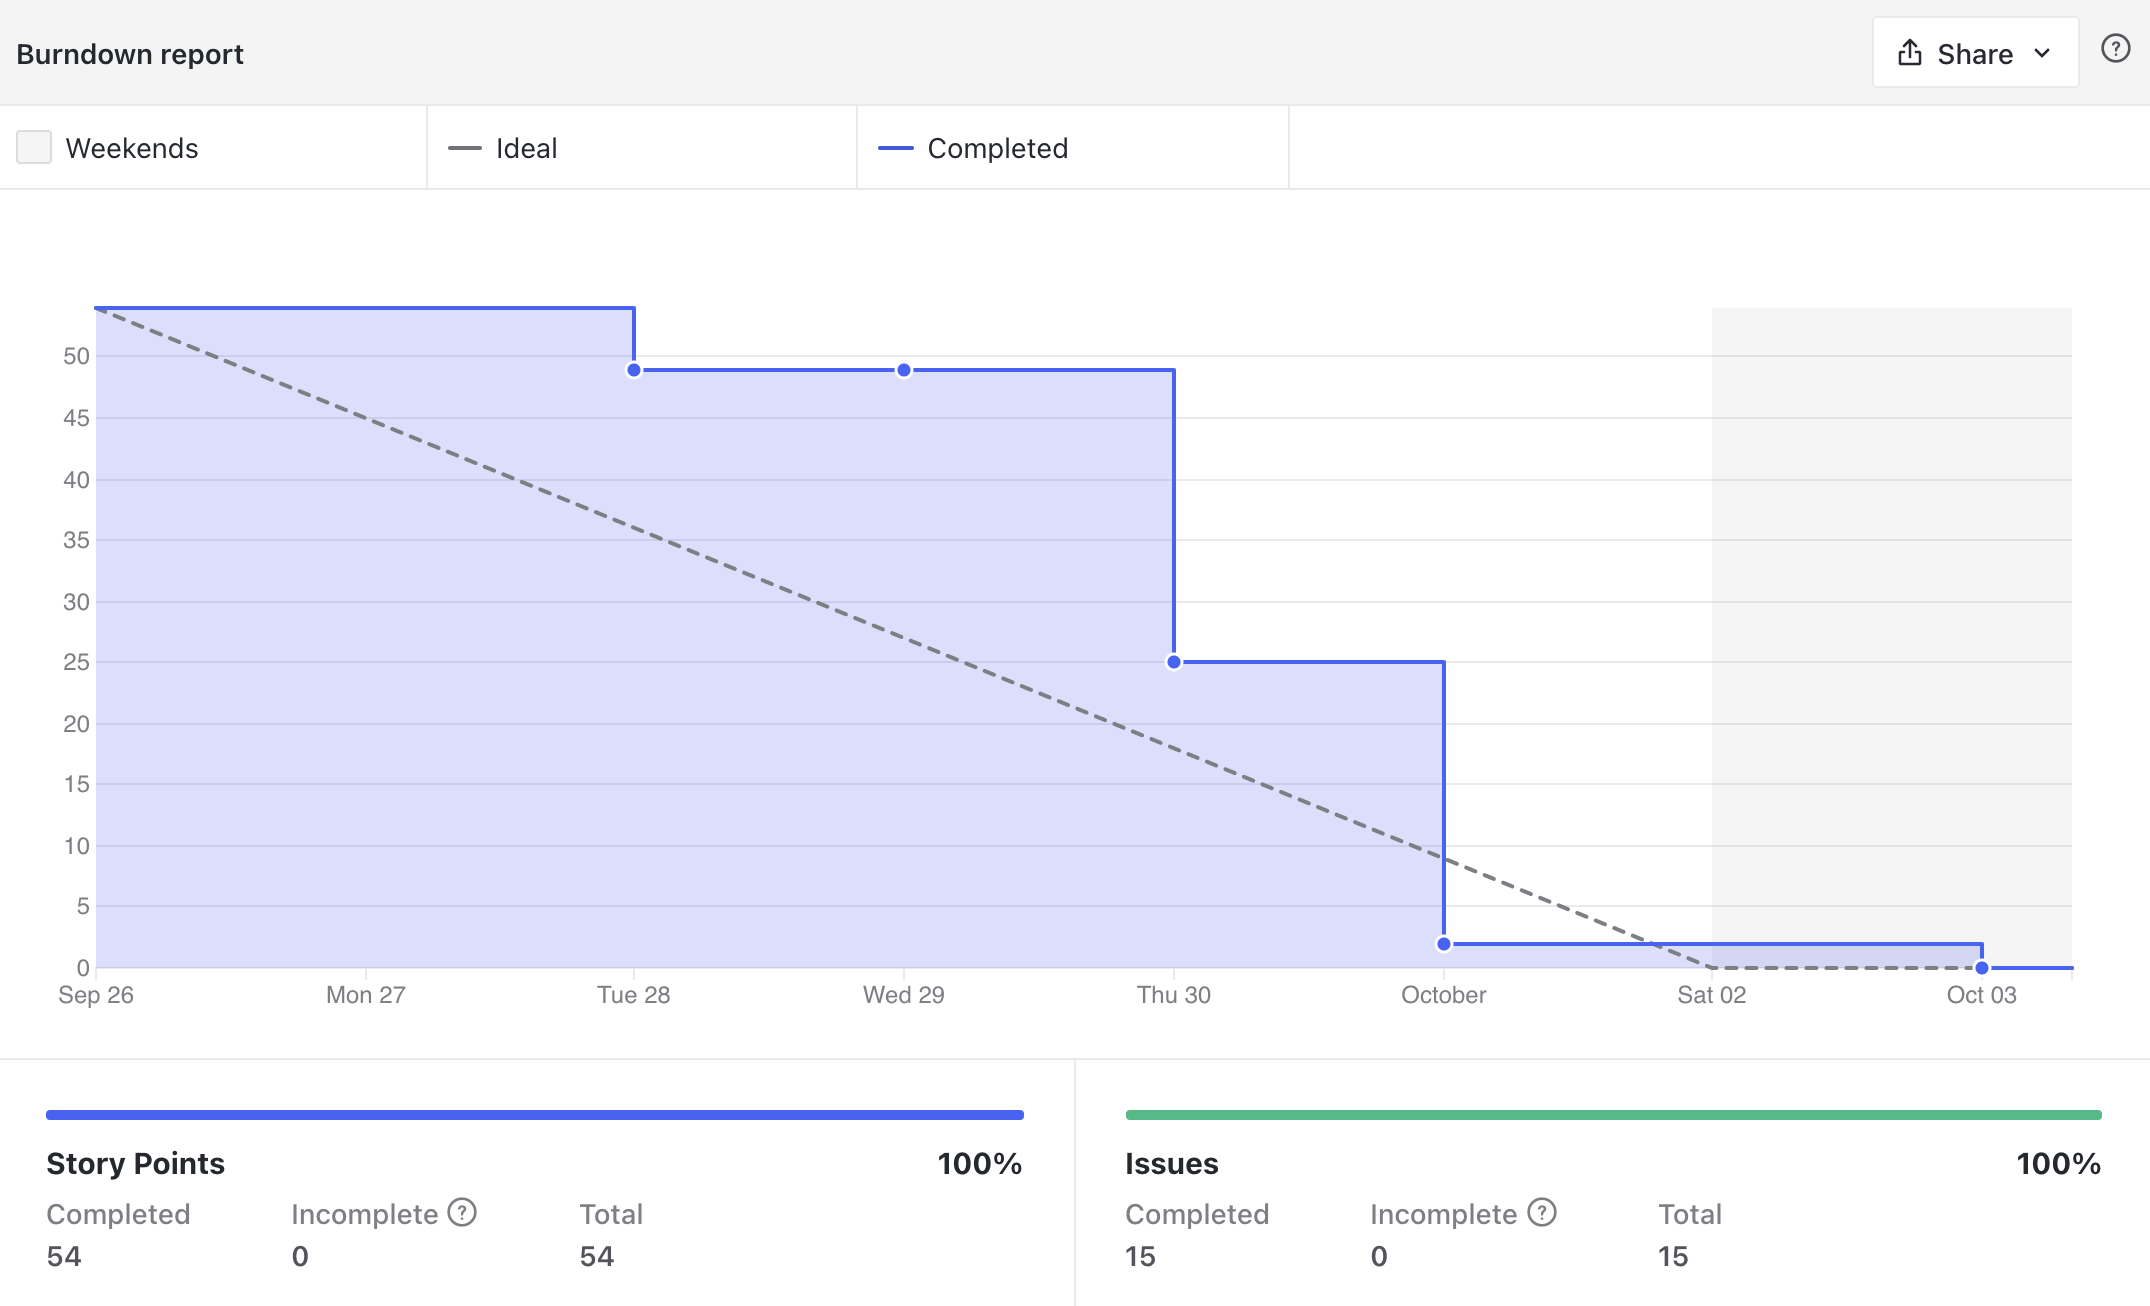 Burndown report
Share
Weekends
Ideal
Completed
50
45
40
35
30
25
20
15
10
5
0
Sep 26 Mon 27 Tue 28 Wed 29 Thu 30 October Sat 02 Oct 03
Story Points 100%
Completed Incomplete ? Total
54 0 54
Issues 100%
Completed Incomplete ? Total
15 0 15